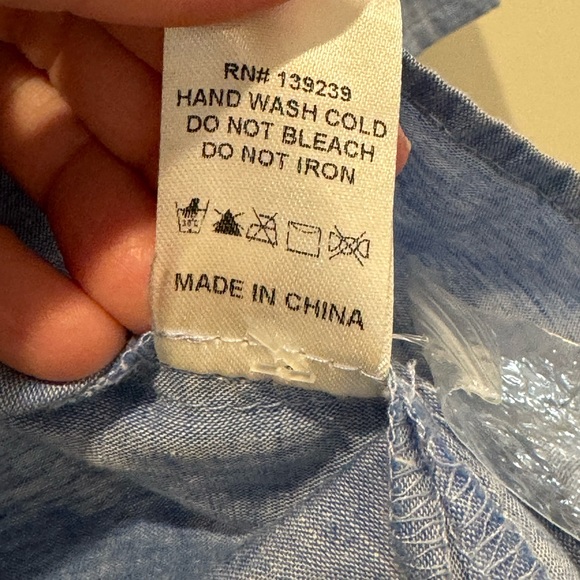 RN# 139239
HAND WASH COLD
DO NOT BLEACH
DO NOT IRON
MADE IN CHINA